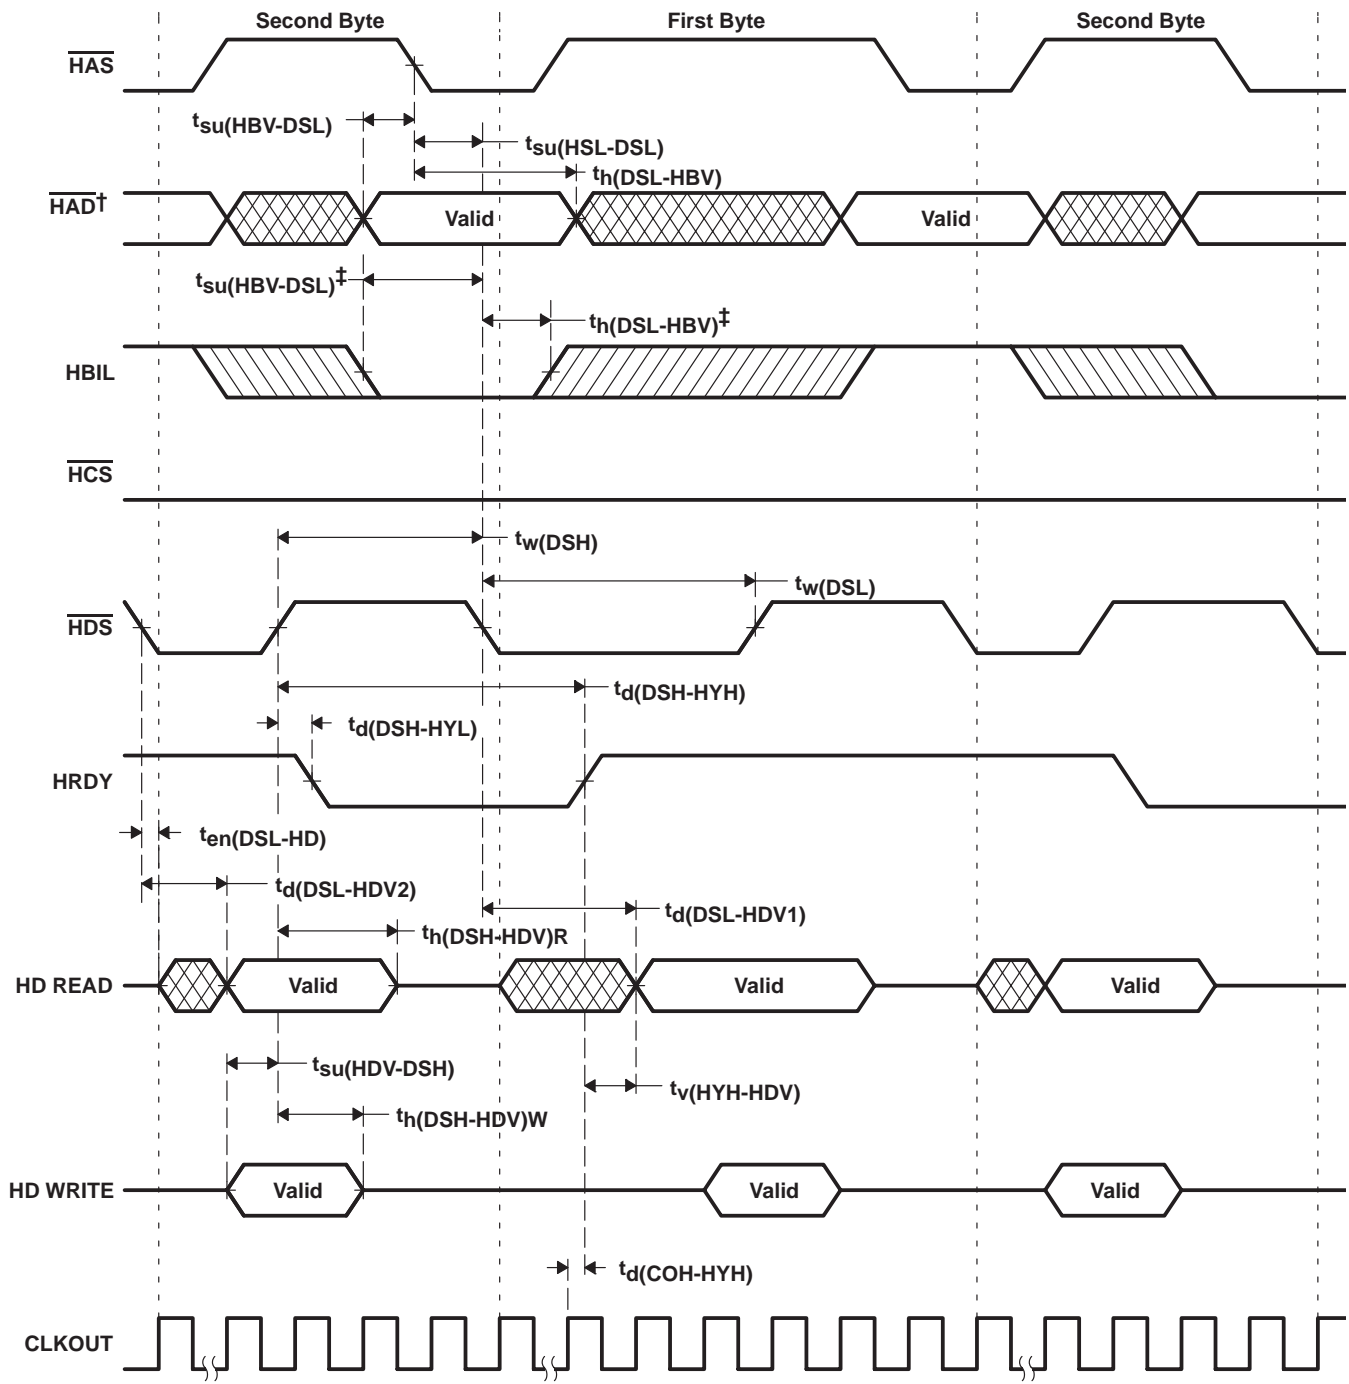 Second Byte First Byte Second Byte
HAS
tsu(HBV-DSL)
tsu(HSL-DSL)
th(DSL-HBV)
HAD†
Valid Valid
tsu(HBV-DSL)‡
th(DSL-HBV)‡
HBIL
HCS
tw(DSH)
tw(DSL)
HDS
td(DSH-HYH)
td(DSH-HYL)
HRDY
ten(DSL-HD)
td(DSL-HDV2)
td(DSL-HDV1)
th(DSH-HDV)R
HD READ Valid Valid Valid
tsu(HDV-DSH)
tv(HYH-HDV)
th(DSH-HDV)W
HD WRITE Valid Valid Valid
td(COH-HYH)
CLKOUT